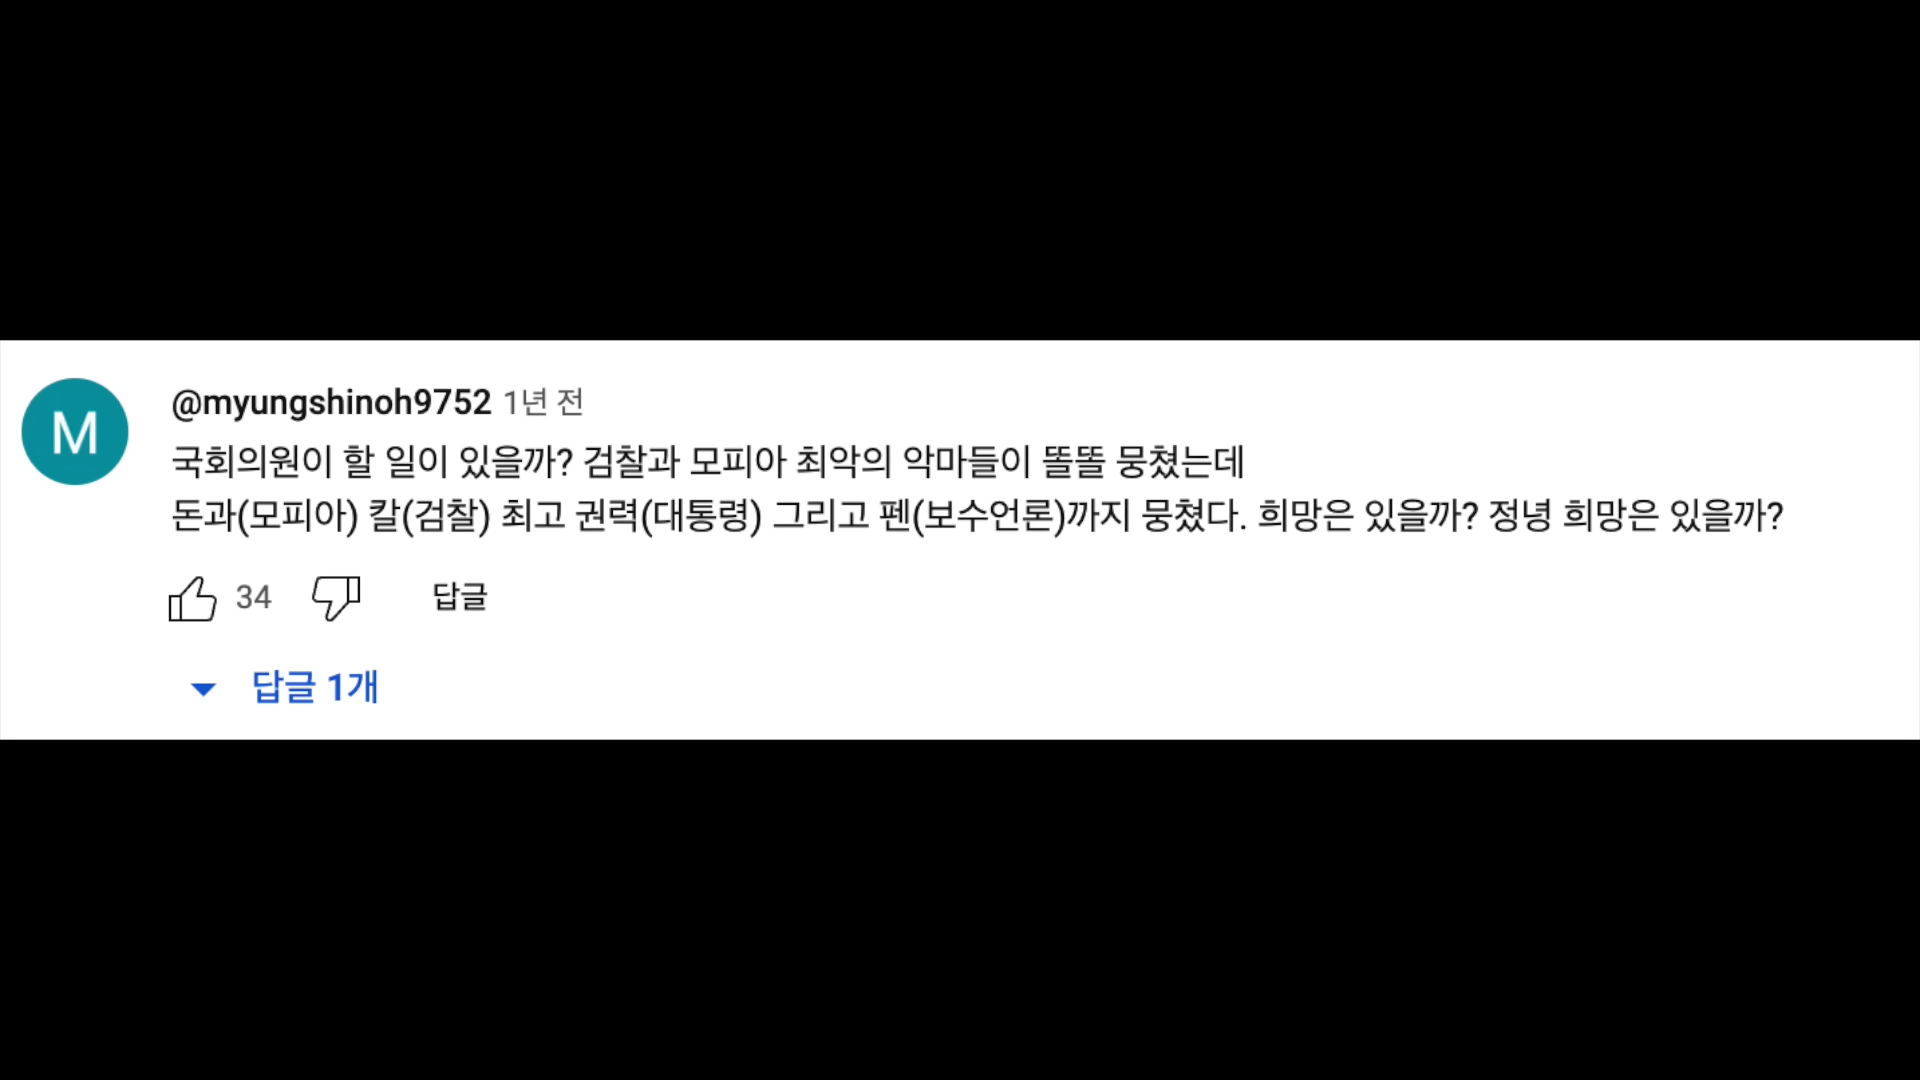 M
@myungshinoh9752 1년 전
국회의원이 할 일이 있을까? 검찰과 모피아 최악의 악마들이 똘똘 뭉쳤는데
돈과(모피아) 칼(검찰) 최고 권력(대통령) 그리고 펜(보수언론)까지 뭉쳤다. 희망은 있을까? 정녕 희망은 있을까?
34 답글
답글 1개